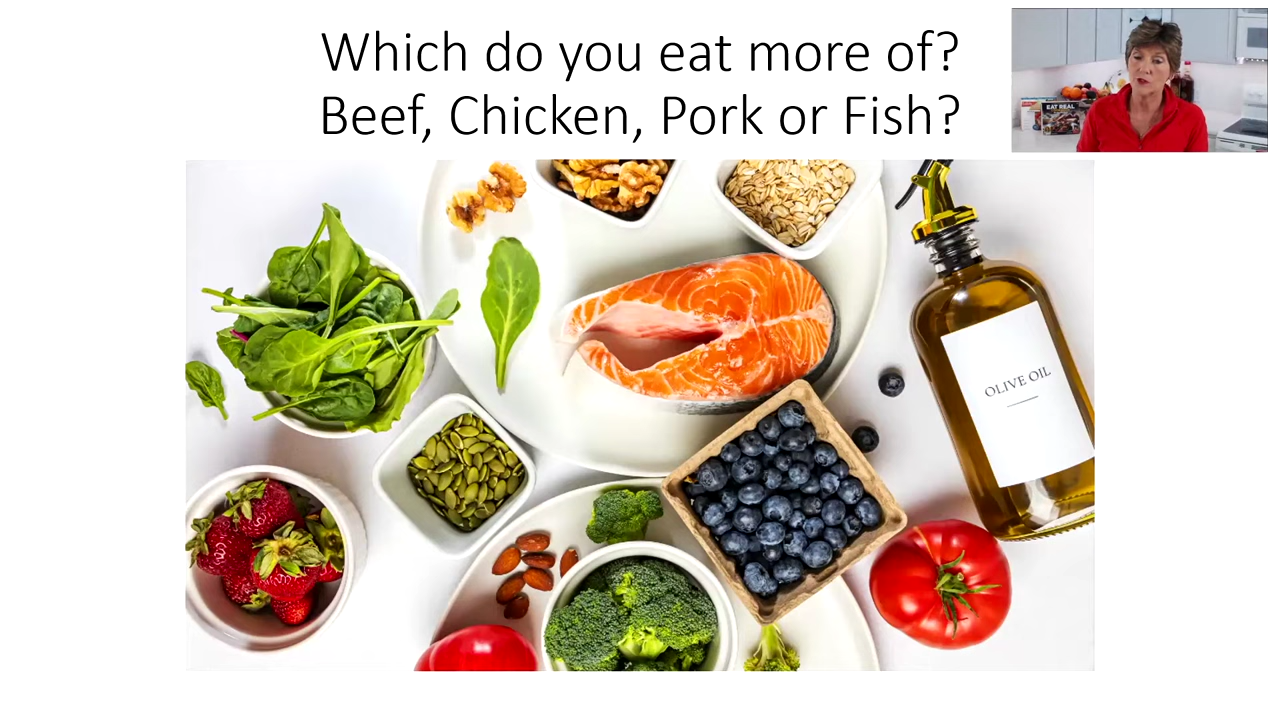 Which do you eat more of?
Beef, Chicken, Pork or Fish?
EAT REAL
OLIVE OIL